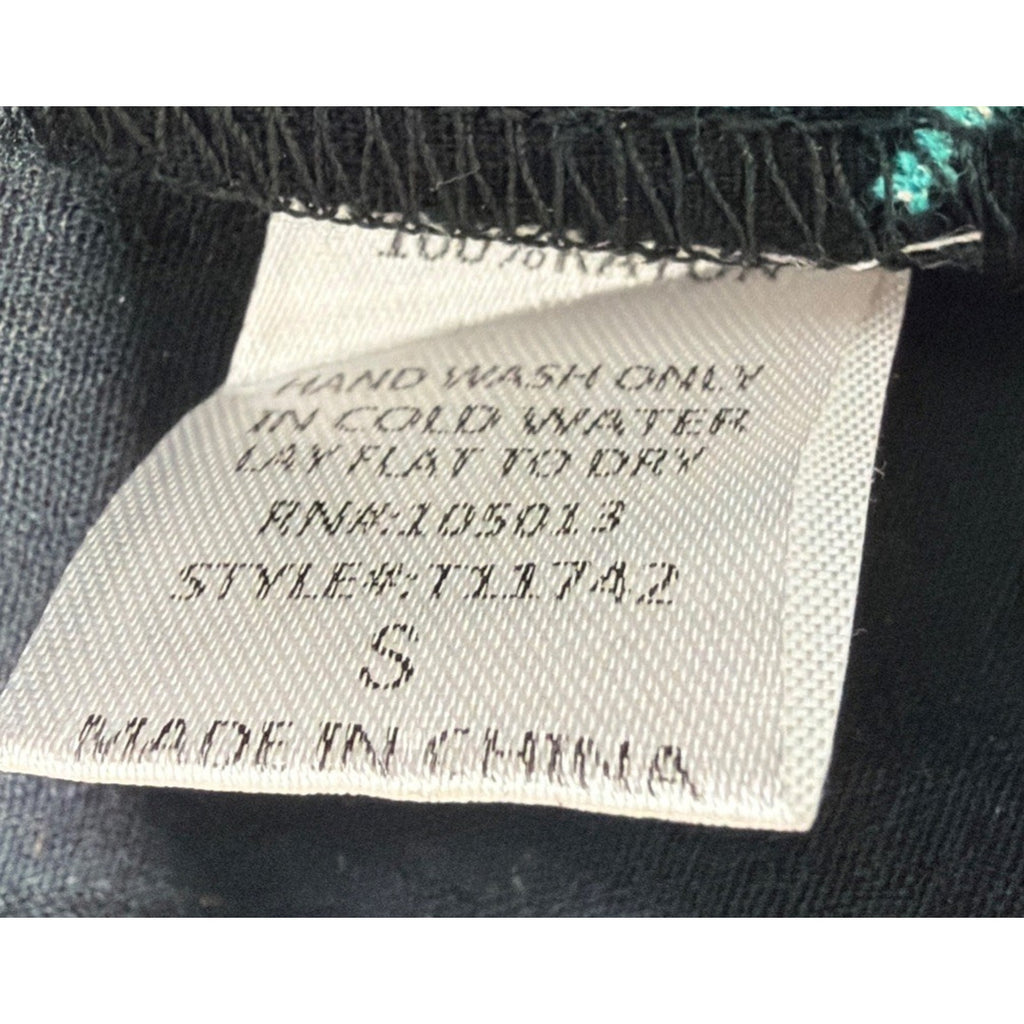 100% RAYON
HAND WASH ONLY
IN COLD WATER
LAY FLAT TO DRY
RN#:105013
STYLE#:T11742
S
MADE IN CHINA